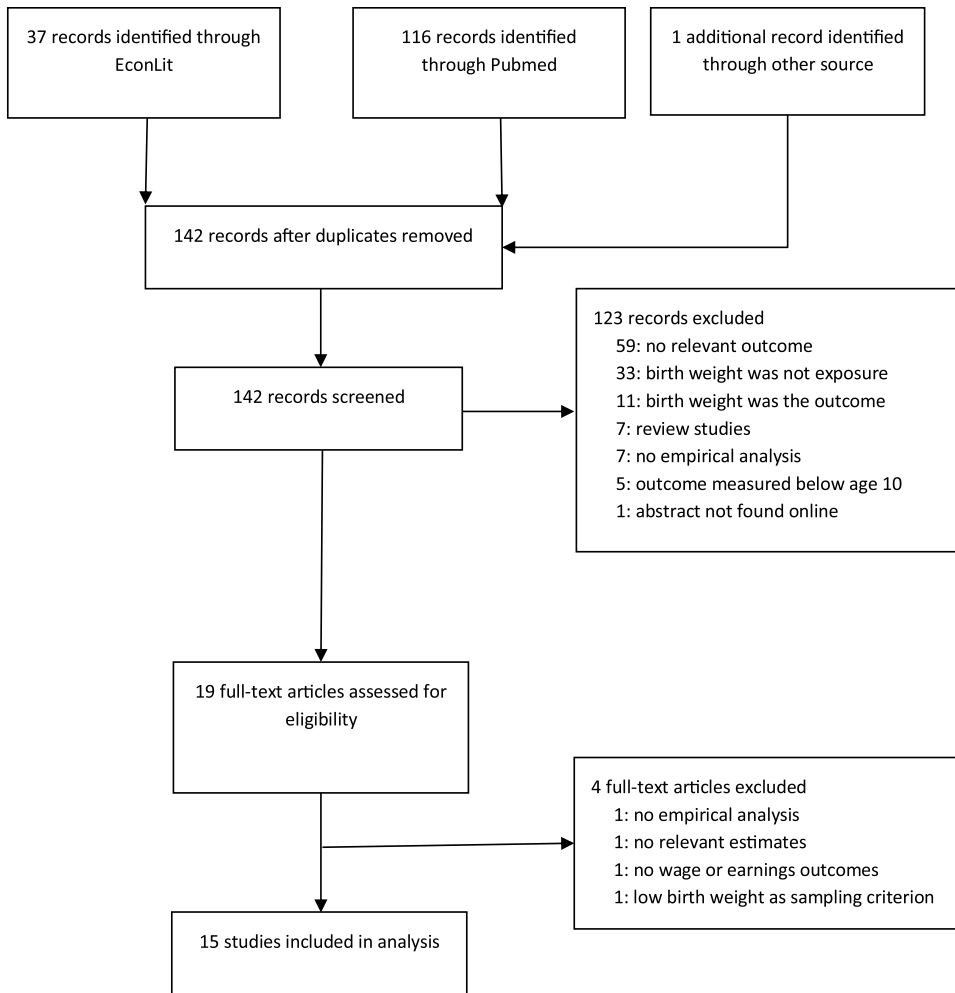 37 records identified through
EconLit
116 records identified
through Pubmed
1 additional record identified
through other source
142 records after duplicates removed
123 records excluded
59: no relevant outcome
33: birth weight was not exposure
11: birth weight was the outcome
7: review studies
7: no empirical analysis
5: outcome measured below age 10
1: abstract not found online
142 records screened
19 full-text articles assessed for
eligibility
4 full-text articles excluded
1: no empirical analysis
1: no relevant estimates
1: no wage or earnings outcomes
1: low birth weight as sampling criterion
15 studies included in analysis